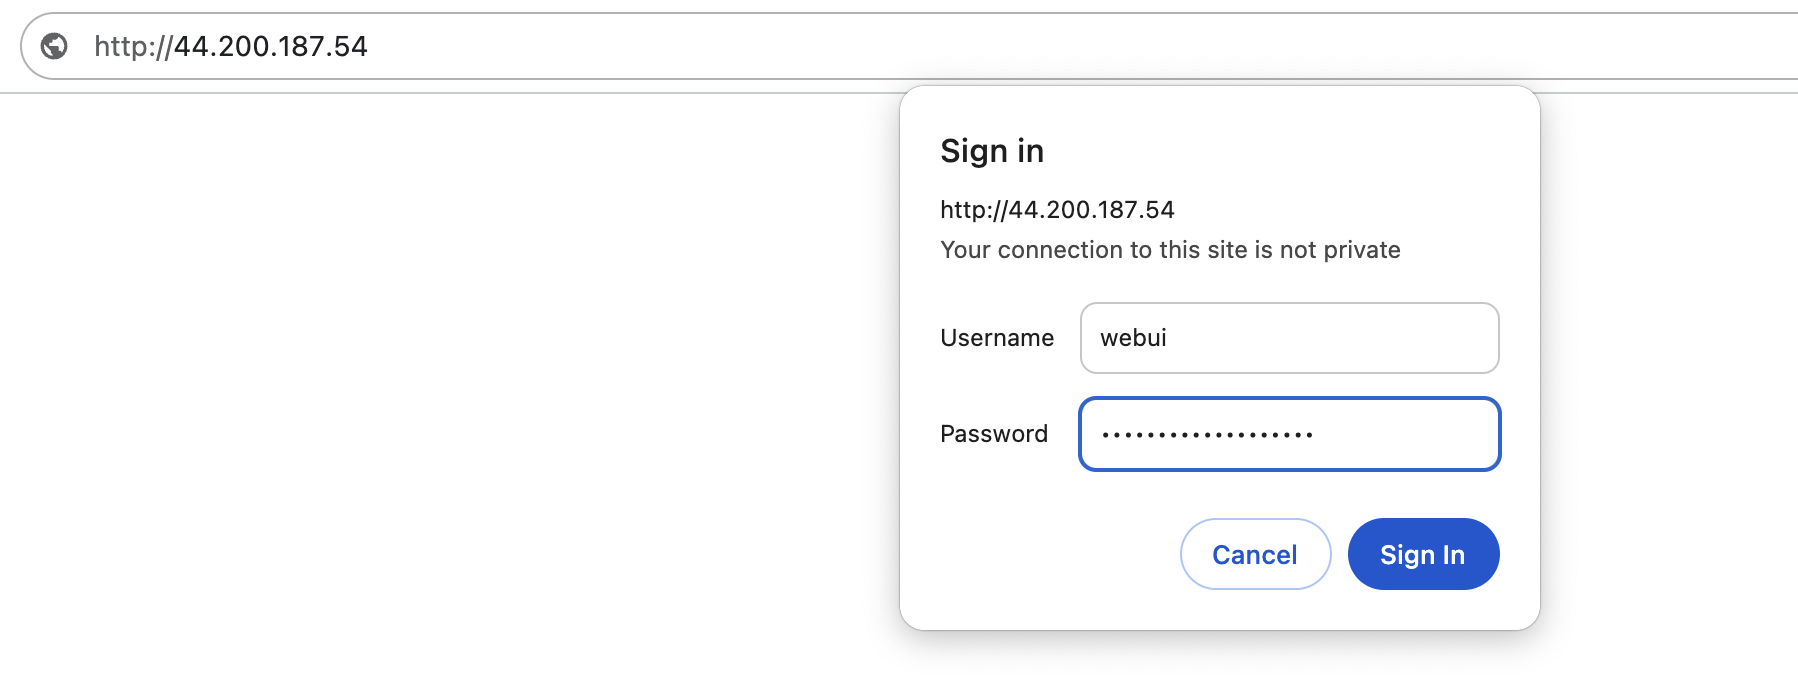 http://44.200.187.54
Sign in
http://44.200.187.54
Your connection to this site is not private
Username webui
Password •••••••••••••••••••
Cancel Sign In